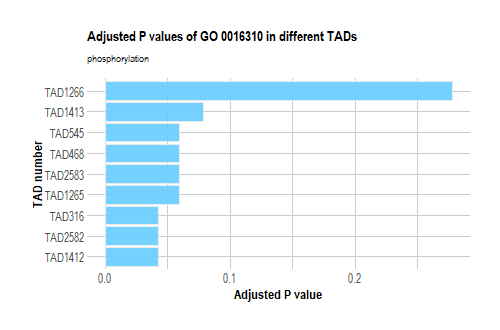 Adjusted P values of GO 0016310 in different TADs
phosphorylation
TAD1266
TAD1413
TAD545
TAD468
TAD2583
TAD1265
TAD316
TAD2582
TAD1412
TAD number
0.0 0.1 0.2
Adjusted P value